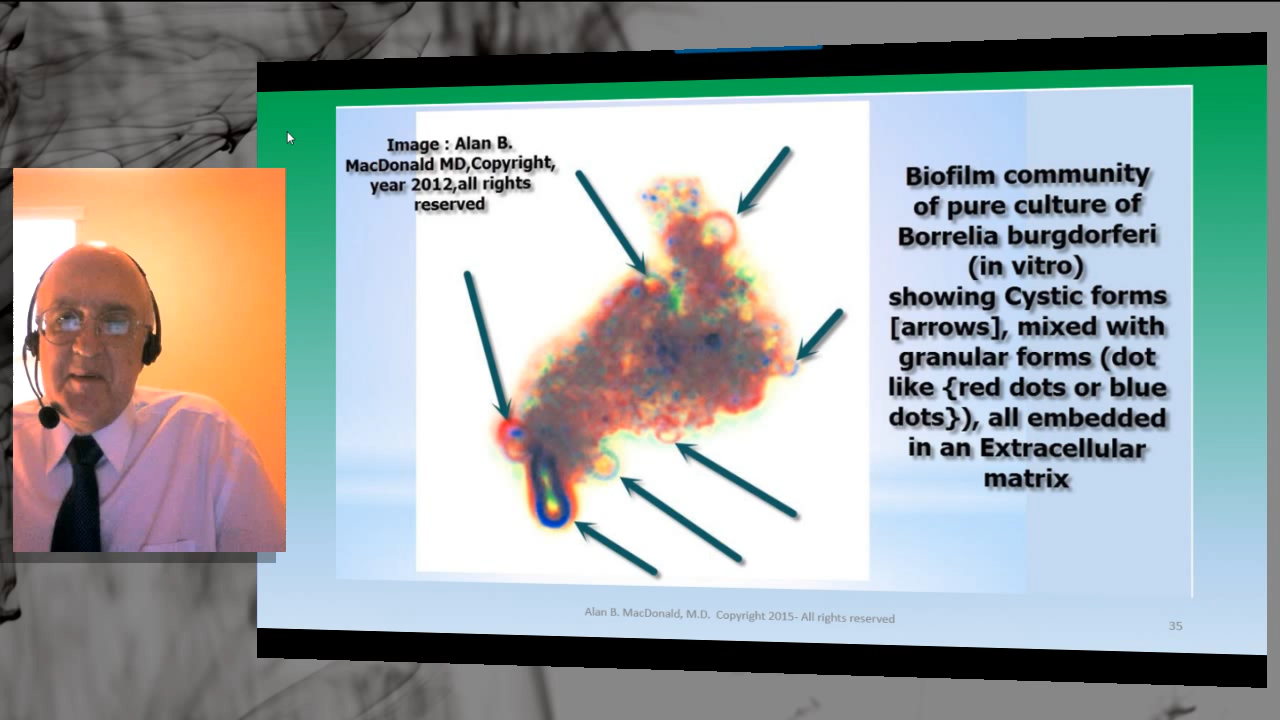 Image : Alan B.
MacDonald MD,Copyright,
year 2012,all rights
reserved
Biofilm community
of pure culture of
Borrelia burgdorferi
(in vitro)
showing Cystic forms
[arrows], mixed with
granular forms (dot
like {red dots or blue
dots}), all embedded
in an Extracellular
matrix
Alan B. MacDonald, M.D. Copyright 2015- All rights reserved
35